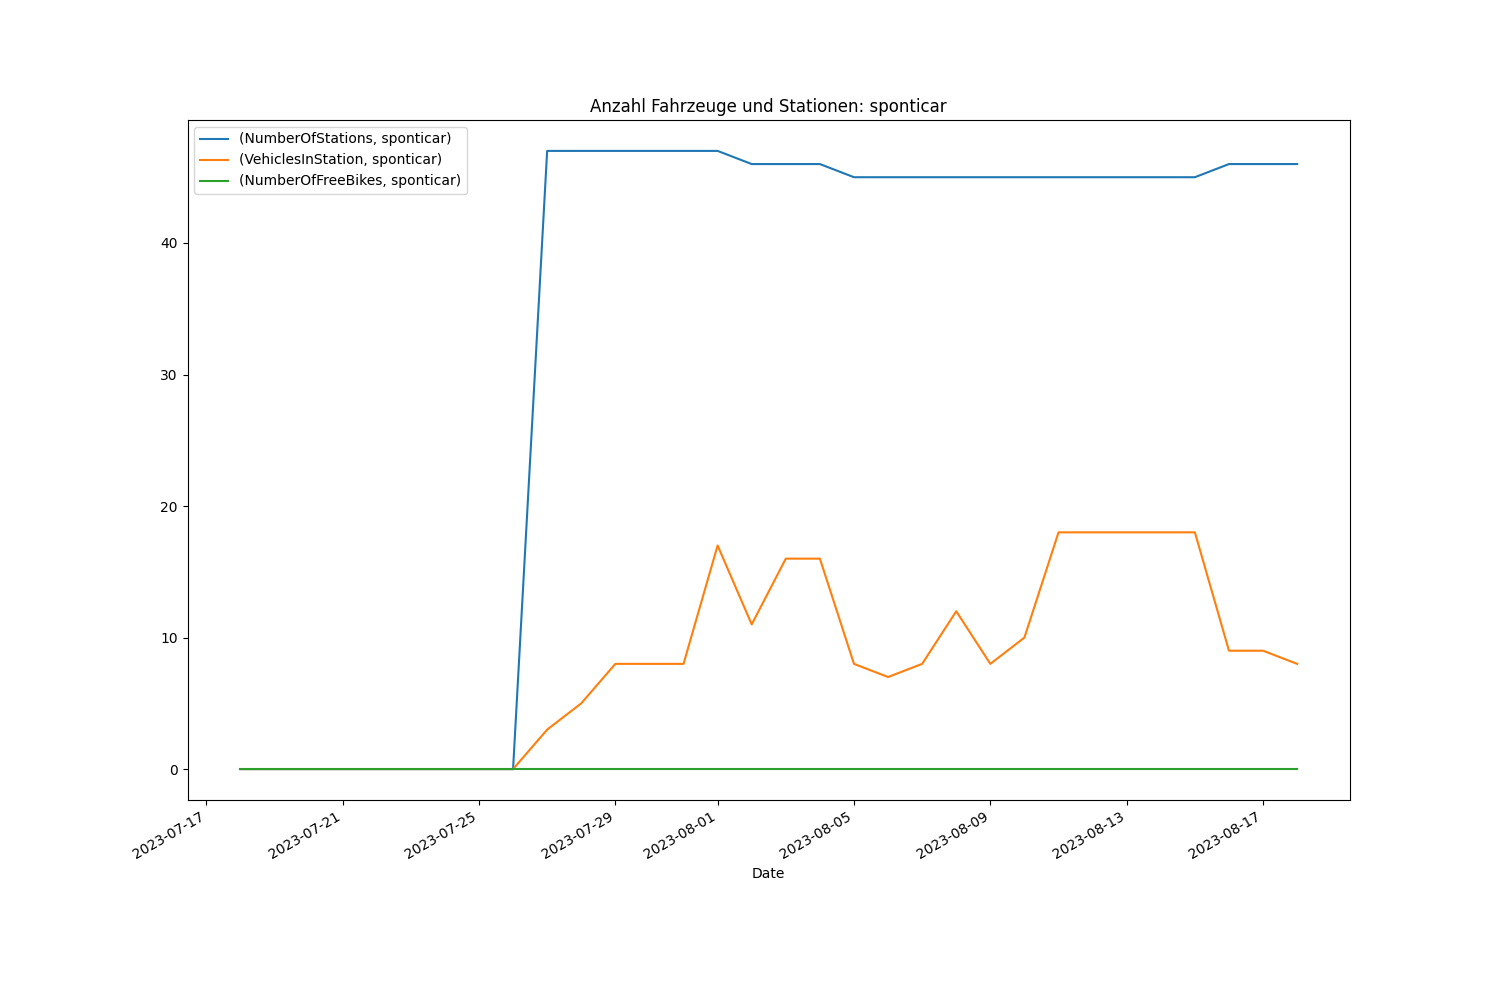 Anzahl Fahrzeuge und Stationen: sponticar
(NumberOfStations, sponticar)
(VehiclesInStation, sponticar)
(NumberOfFreeBikes, sponticar)
40
30
20
10
0
2023-07-17
2023-07-21
2023-07-25
2023-07-29
2023-08-01
2023-08-05
2023-08-09
2023-08-13
2023-08-17
Date